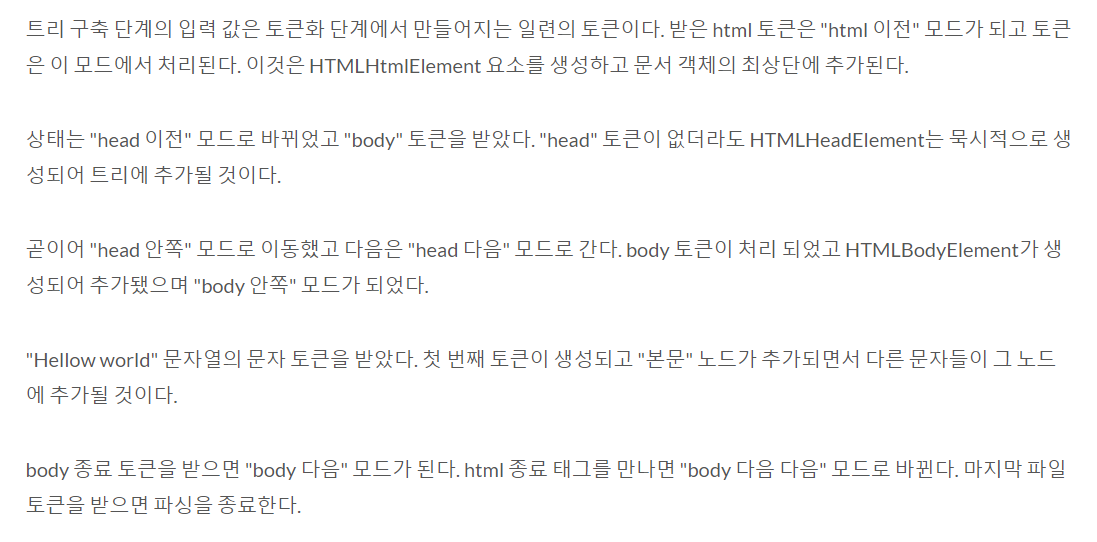 트리 구축 단계의 입력 값은 토큰화 단계에서 만들어지는 일련의 토큰이다. 받은 html 토큰은 "html 이전" 모드가 되고 토큰
은 이 모드에서 처리된다. 이것은 HTMLHtmlElement 요소를 생성하고 문서 객체의 최상단에 추가된다.
상태는 "head 이전" 모드로 바뀌었고 "body" 토큰을 받았다. "head" 토큰이 없더라도 HTMLHeadElement는 묵시적으로 생
성되어 트리에 추가될 것이다.
곧이어 "head 안쪽" 모드로 이동했고 다음은 "head 다음" 모드로 간다. body 토큰이 처리 되었고 HTMLBodyElement가 생
성되어 추가됐으며 "body 안쪽" 모드가 되었다.
"Hellow world" 문자열의 문자 토큰을 받았다. 첫 번째 토큰이 생성되고 "본문" 노드가 추가되면서 다른 문자들이 그 노드
에 추가될 것이다.
body 종료 토큰을 받으면 "body 다음" 모드가 된다. html 종료 태그를 만나면 "body 다음 다음" 모드로 바뀐다. 마지막 파일
토큰을 받으면 파싱을 종료한다.